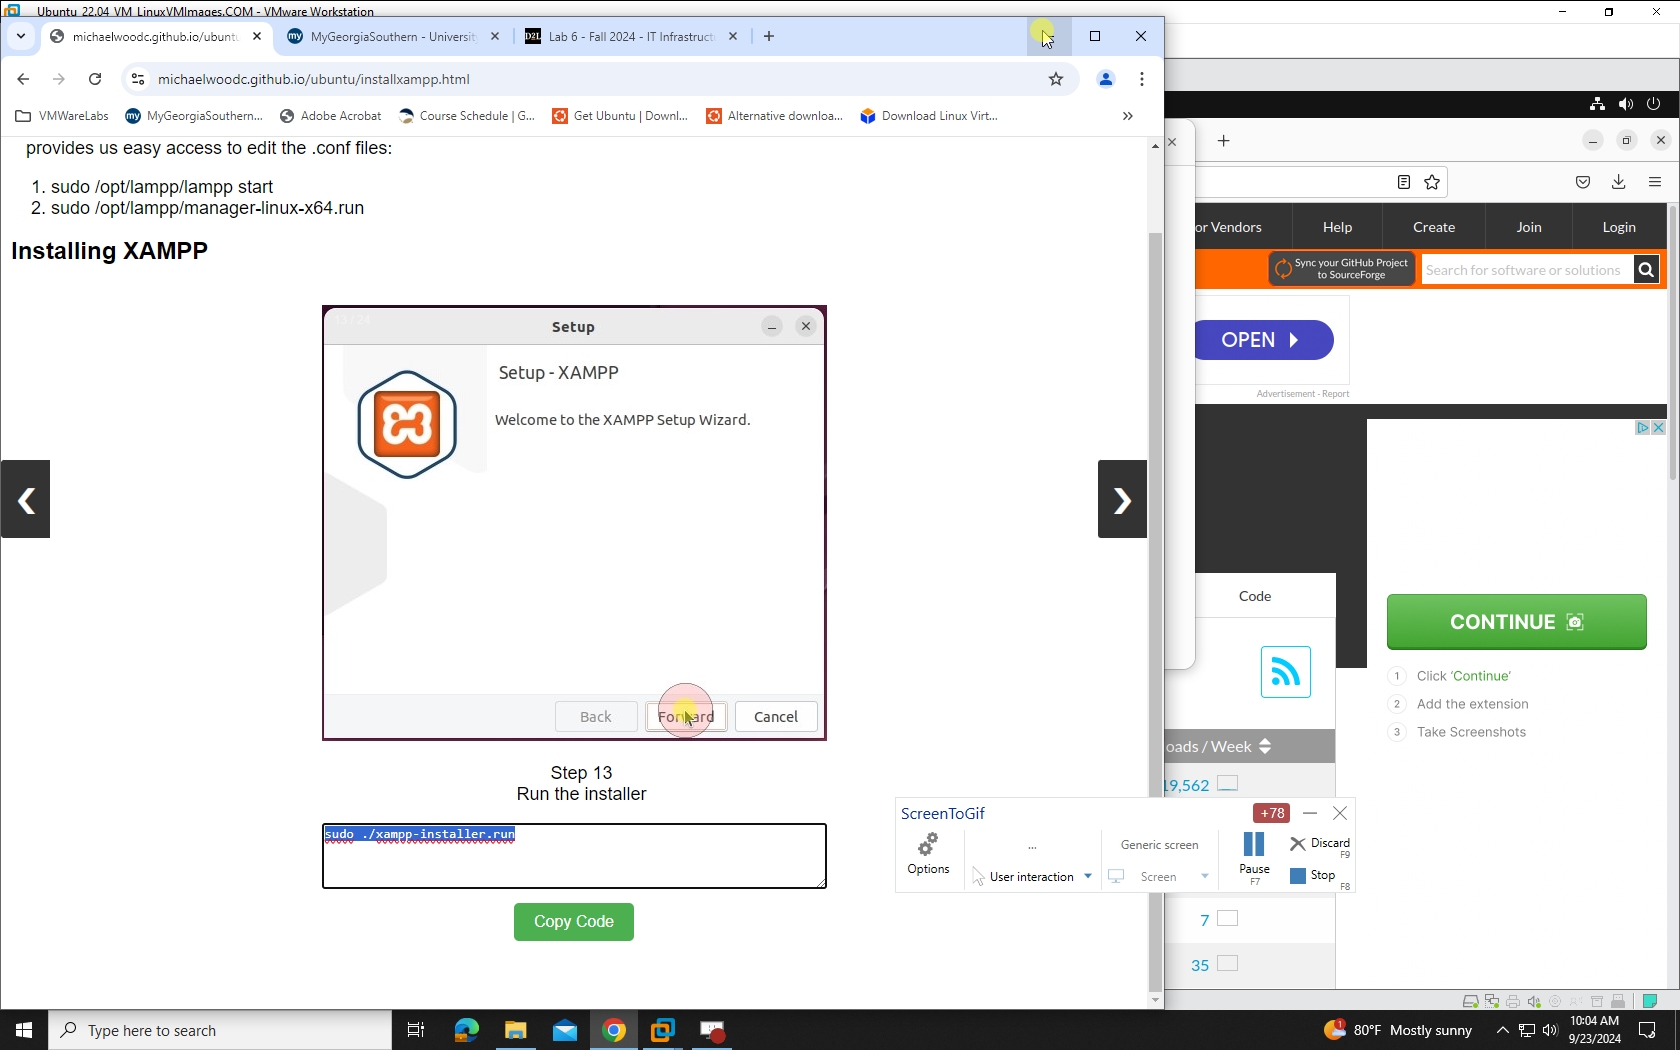 Ubuntu 22.04 VM LinuxVMImages.COM - VMware Workstation
michaelwoodc.github.io/ubuntu
MyGeorgiaSouthern - Universit
D2L
Lab 6 - Fall 2024 - IT Infrastruct
michaelwoodc.github.io/ubuntu/installxampp.html
VMWareLabs
my
MyGeorgiaSouthern...
Adobe Acrobat
Course Schedule | G...
Get Ubuntu | Downl...
Alternative downloa...
Download Linux Virt...
provides us easy access to edit the .conf files:
1. sudo /opt/lampp/lampp start
2. sudo /opt/lampp/manager-linux-x64.run
Installing XAMPP
Setup
Setup - XAMPP
Welcome to the XAMPP Setup Wizard.
Back
Forward
Cancel
Step 13
Run the installer
sudo ./xampp-installer.run
Copy Code
or Vendors
Help
Create
Join
Login
Sync your GitHub Project
to SourceForge
Search for software or solutions
OPEN
Advertisement - Report
Code
CONTINUE
1 Click 'Continue'
2 Add the extension
3 Take Screenshots
oads / Week
19,562
7
35
ScreenToGif
+78
Options
...
User interaction
Generic screen
Screen
Pause
F7
Discard
F9
Stop
F8
Type here to search
1
80°F Mostly sunny
10:04 AM
9/23/2024